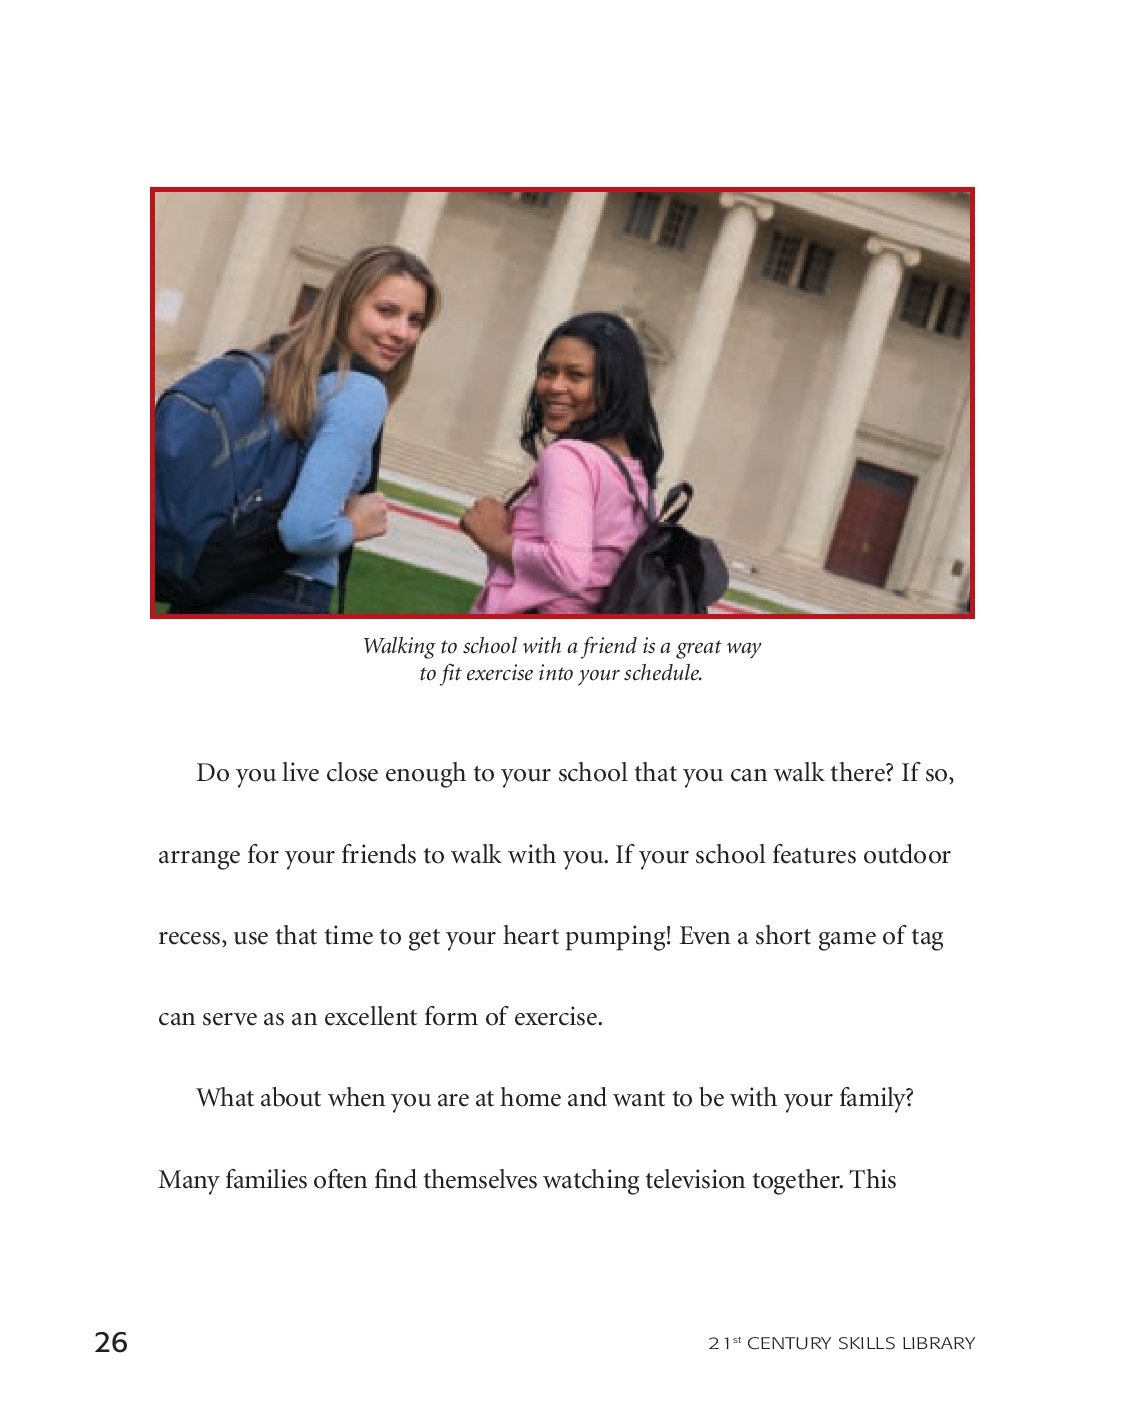 Walking to school with a friend is a great way
to fit exercise into your schedule.
Do you live close enough to your school that you can walk there? If so,
arrange for your friends to walk with you. If your school features outdoor
recess, use that time to get your heart pumping! Even a short game of tag
can serve as an excellent form of exercise.
What about when you are at home and want to be with your family?
Many families often find themselves watching television together. This
26
21st CENTURY SKILLS LIBRARY